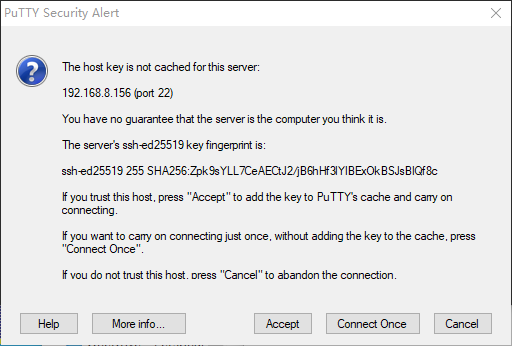 PuTTY Security Alert
The host key is not cached for this server:
192.168.8.156 (port 22)
You have no guarantee that the server is the computer you think it is.
The server's ssh-ed25519 key fingerprint is:
ssh-ed25519 255 SHA256:Zpk9sYLL7CeAECtJ2/jB6hHf3lYIBExOkBSJsBlQf8c
If you trust this host, press "Accept" to add the key to PuTTY's cache and carry on
connecting.
If you want to carry on connecting just once, without adding the key to the cache, press
"Connect Once".
If you do not trust this host, press "Cancel" to abandon the connection.
Help
More info...
Accept
Connect Once
Cancel